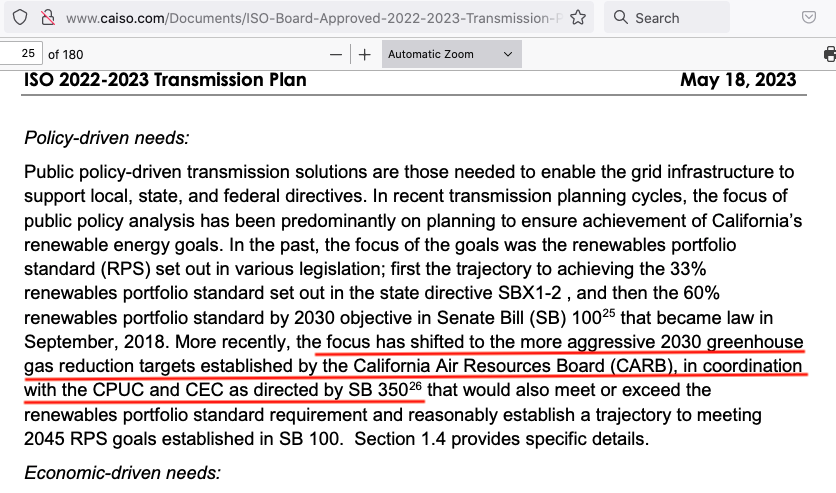 www.caiso.com/Documents/ISO-Board-Approved-2022-2023-Transmission-P
Search
25 of 180
Automatic Zoom
ISO 2022-2023 Transmission Plan May 18, 2023
Policy-driven needs:
Public policy-driven transmission solutions are those needed to enable the grid infrastructure to
support local, state, and federal directives. In recent transmission planning cycles, the focus of
public policy analysis has been predominantly on planning to ensure achievement of California’s
renewable energy goals. In the past, the focus of the goals was the renewables portfolio
standard (RPS) set out in various legislation; first the trajectory to achieving the 33%
renewables portfolio standard set out in the state directive SBX1-2 , and then the 60%
renewables portfolio standard by 2030 objective in Senate Bill (SB) 100²⁵ that became law in
September, 2018. More recently, the focus has shifted to the more aggressive 2030 greenhouse
gas reduction targets established by the California Air Resources Board (CARB), in coordination
with the CPUC and CEC as directed by SB 350²⁶ that would also meet or exceed the
renewables portfolio standard requirement and reasonably establish a trajectory to meeting
2045 RPS goals established in SB 100. Section 1.4 provides specific details.
Economic-driven needs: